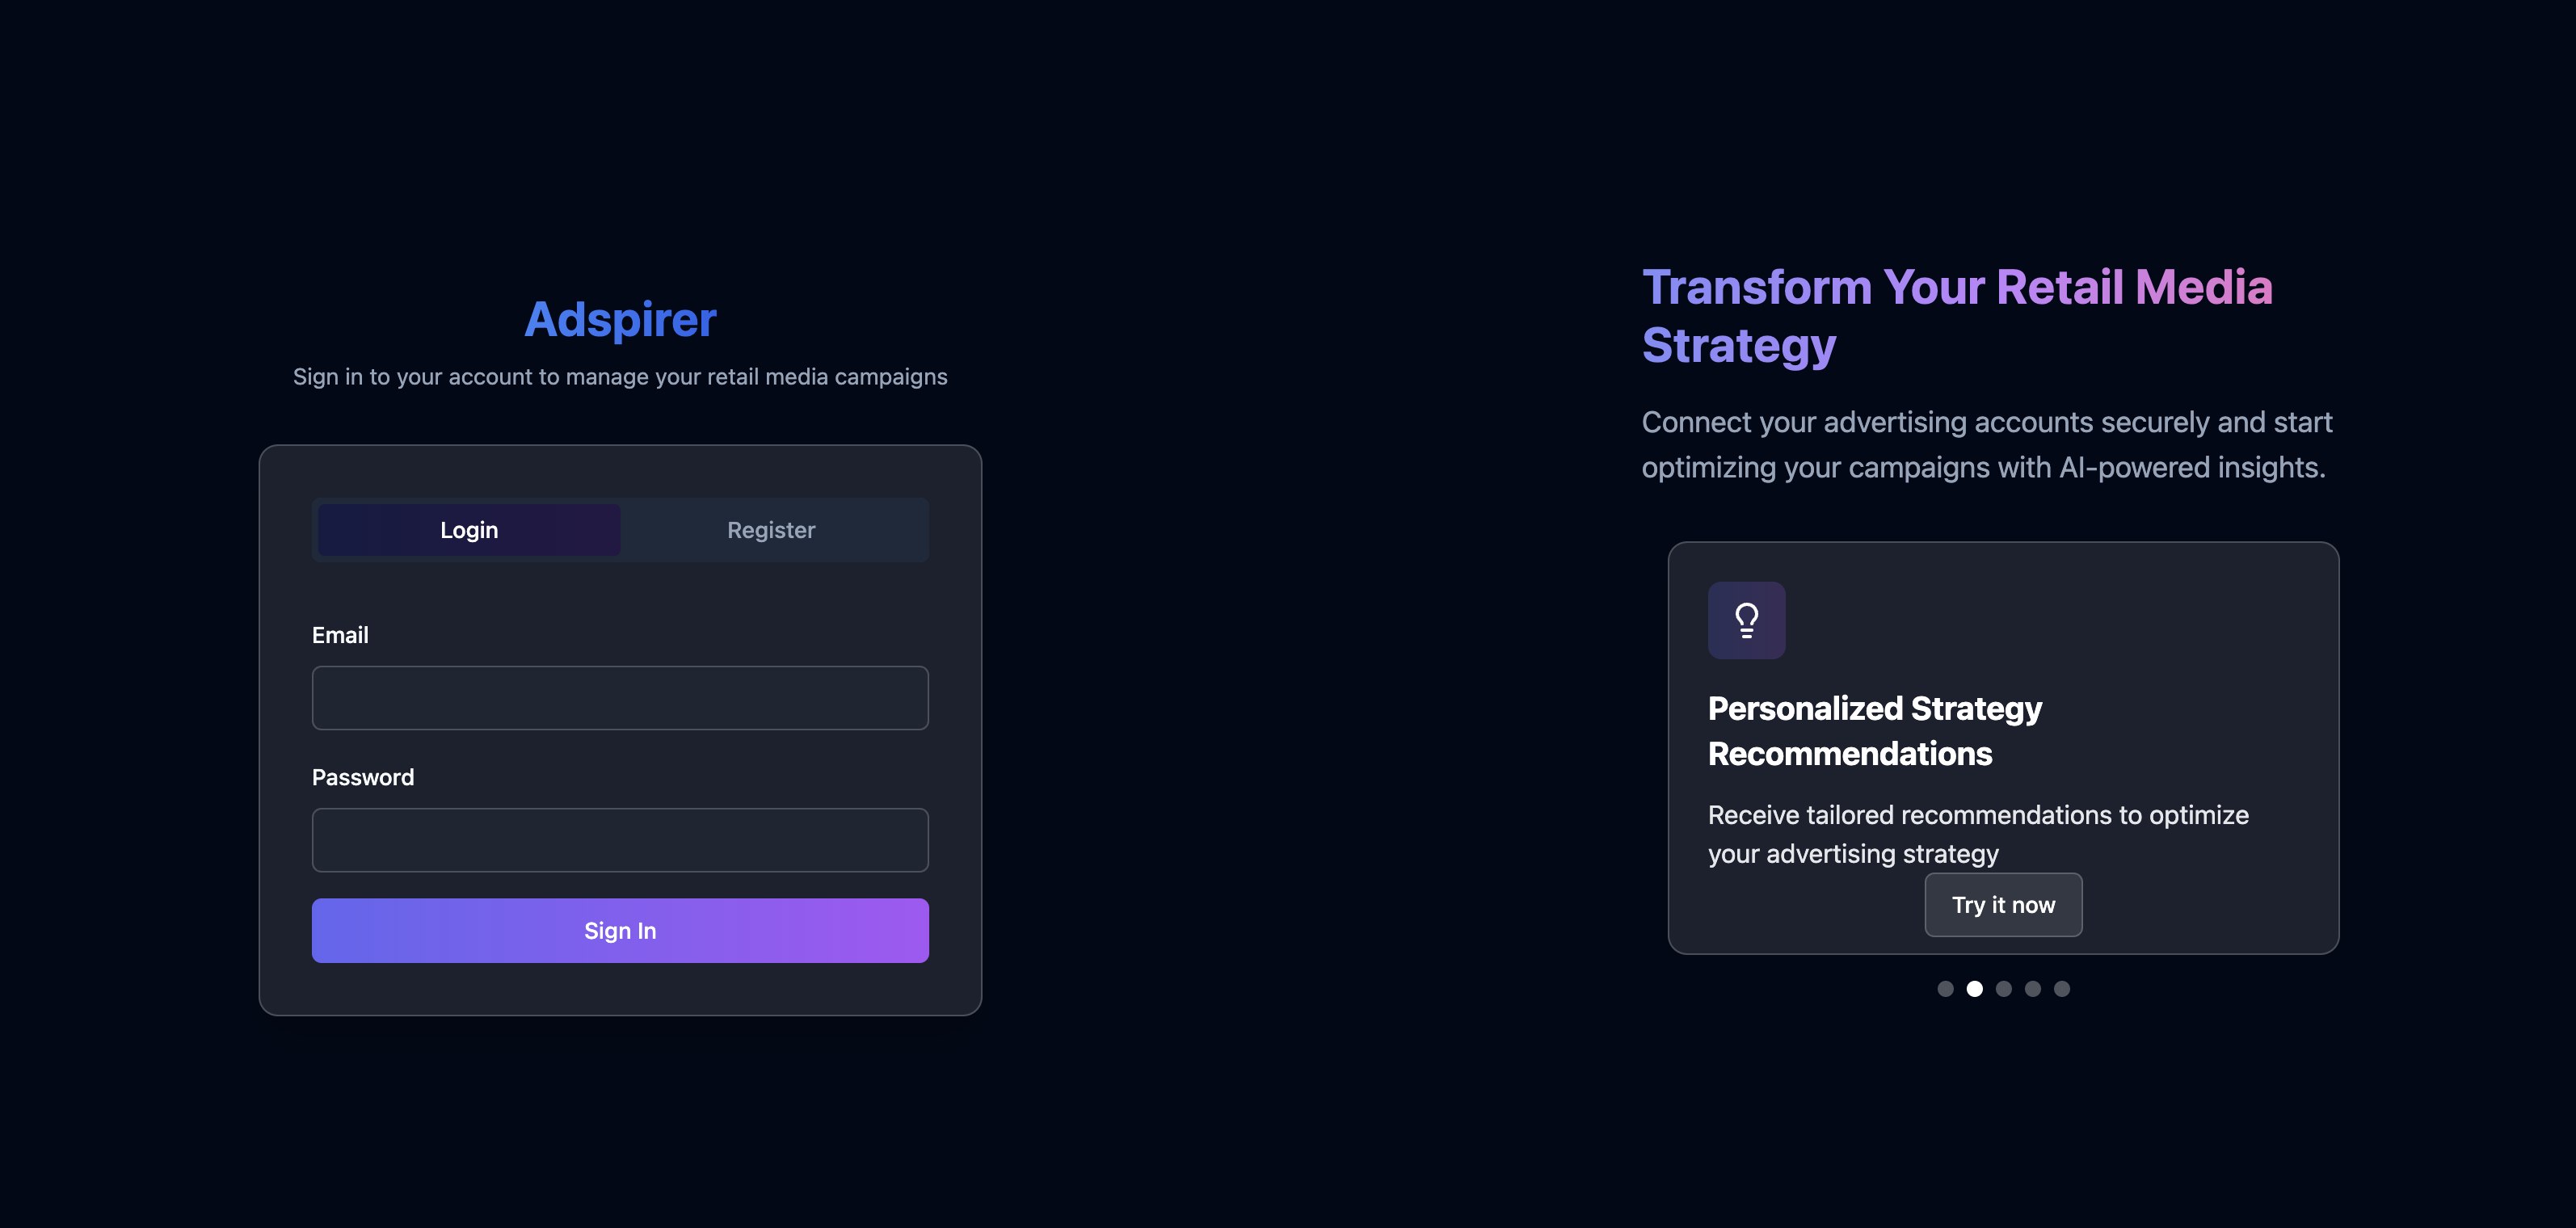 Adspirer
Sign in to your account to manage your retail media campaigns
Login
Register
Email
Password
Sign In
Transform Your Retail Media
Strategy
Connect your advertising accounts securely and start
optimizing your campaigns with AI-powered insights.
Personalized Strategy
Recommendations
Receive tailored recommendations to optimize
your advertising strategy
Try it now